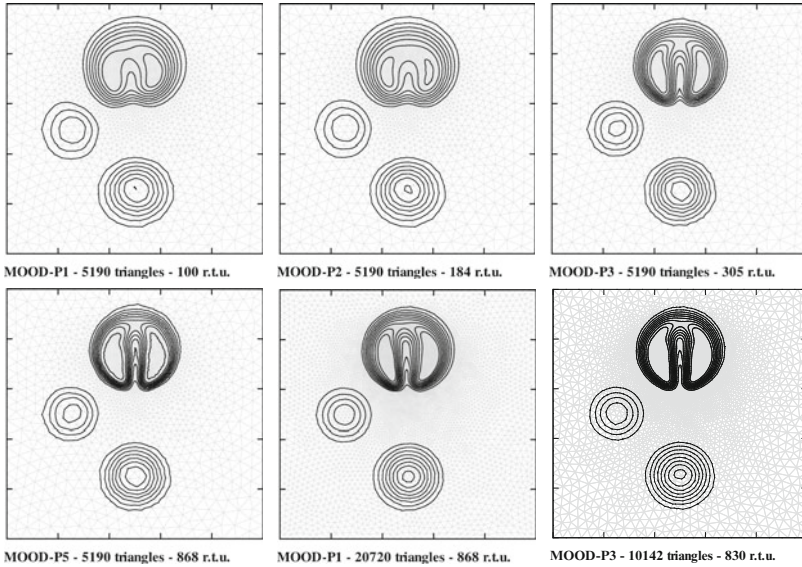 MOOD-P1 - 5190 triangles - 100 r.t.u.
MOOD-P2 - 5190 triangles - 184 r.t.u.
MOOD-P3 - 5190 triangles - 305 r.t.u.
MOOD-P5 - 5190 triangles - 868 r.t.u.
MOOD-P1 - 20720 triangles - 868 r.t.u.
MOOD-P3 - 10142 triangles - 830 r.t.u.